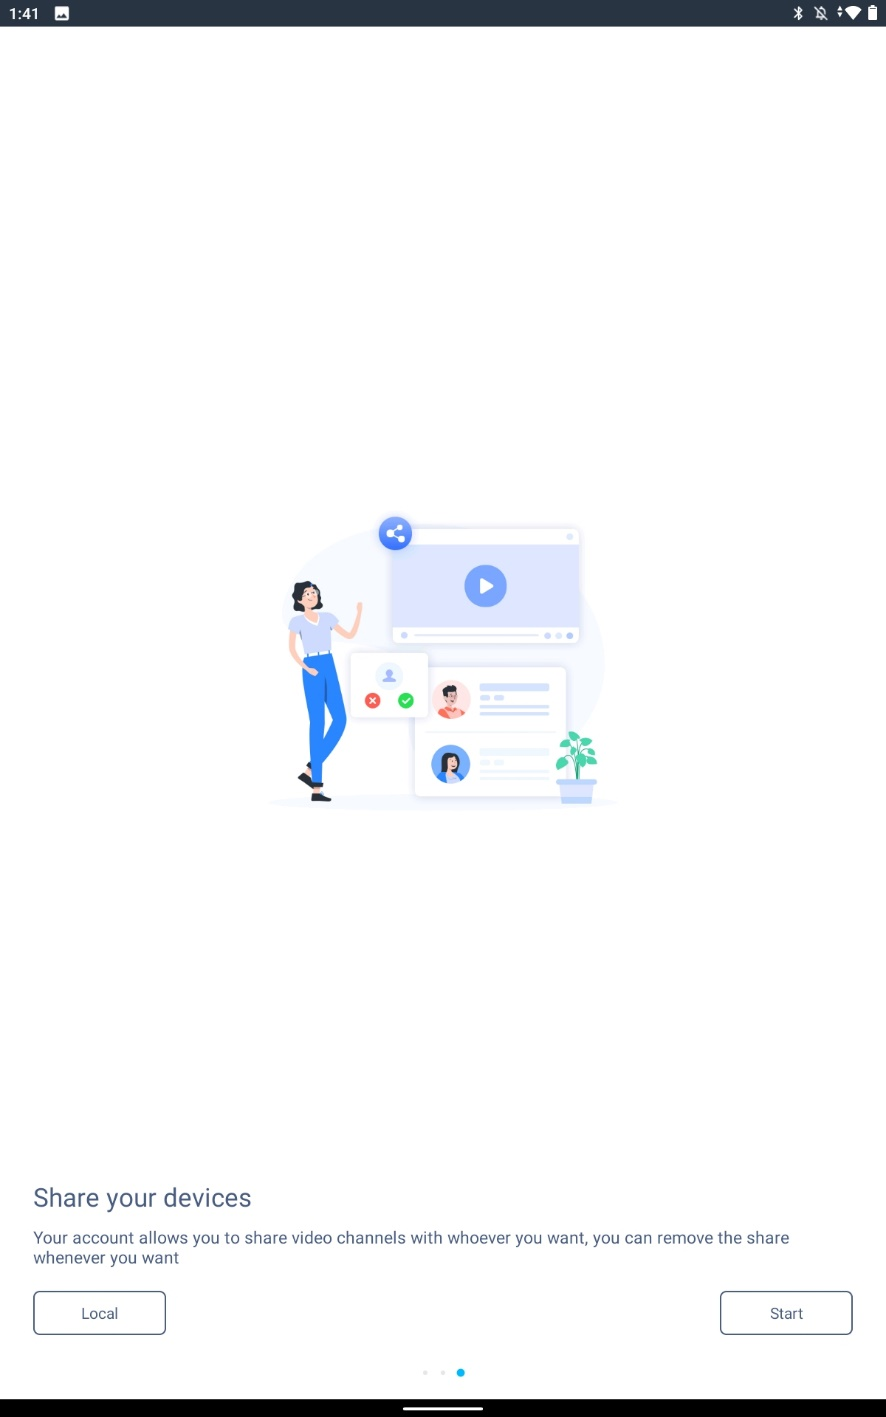 1:41
Share your devices
Your account allows you to share video channels with whoever you want, you can remove the share
whenever you want
Local
Start